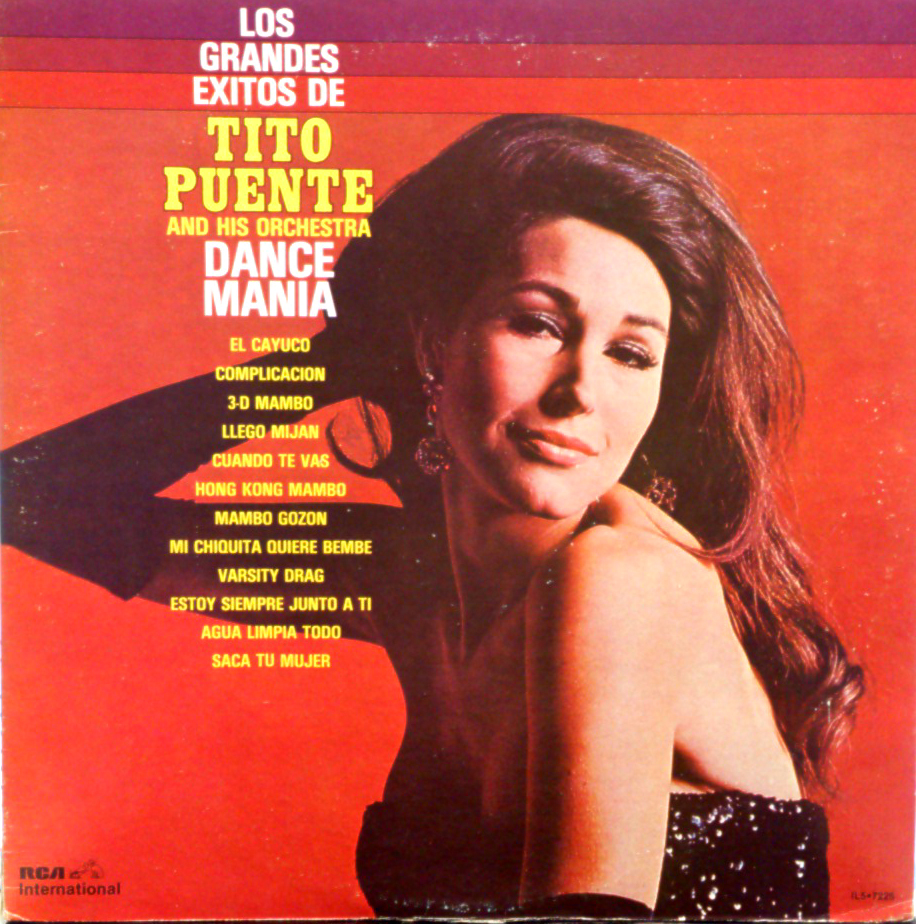 LOS
GRANDES
EXITOS DE
TITO
PUENTE
AND HIS ORCHESTRA
DANCE
MANIA
EL CAYUCO
COMPLICACION
3-D MAMBO
LLEGO MIJAN
CUANDO TE VAS
HONG KONG MAMBO
MAMBO GOZON
MI CHIQUITA QUIERE BEMBE
VARSITY DRAG
ESTOY SIEMPRE JUNTO A TI
AGUA LIMPIA TODO
SACA TU MUJER
RCA
International